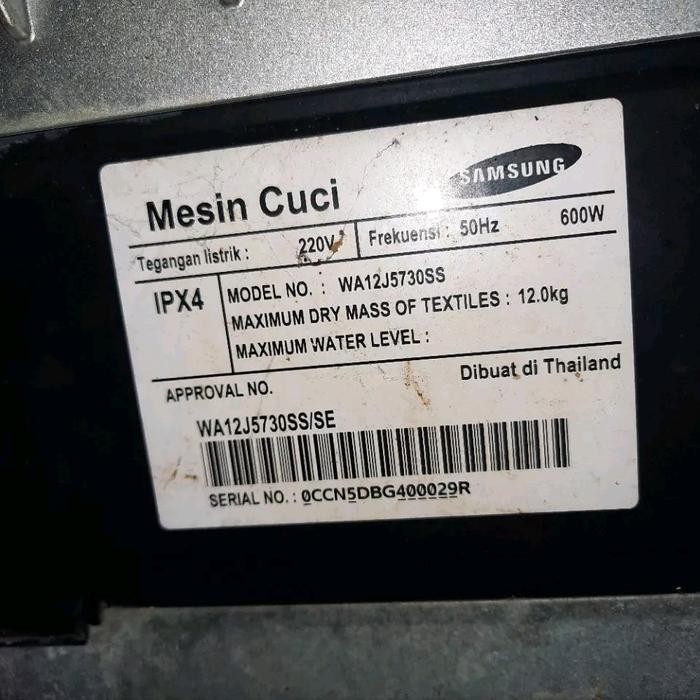 SAMSUNG
Mesin Cuci
Tegangan listrik : 220V Frekuensi : 50Hz 600W
IPX4
MODEL NO. : WA12J5730SS
MAXIMUM DRY MASS OF TEXTILES : 12.0kg
MAXIMUM WATER LEVEL :
APPROVAL NO.
Dibuat di Thailand
WA12J5730SS/SE
SERIAL NO. : 0CCN5DBG400029R